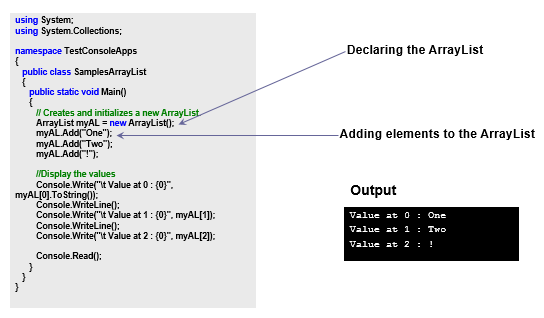 using System;
using System.Collections;
namespace TestConsoleApps
{
public class SamplesArrayList
{
public static void Main()
{
// Creates and initializes a new ArrayList
ArrayList myAL = new ArrayList();
myAL.Add("One");
myAL.Add("Two");
myAL.Add("!");
//Display the values
Console.Write("\t Value at 0 : {0}",
myAL[0].ToString());
Console.WriteLine();
Console.Write("\t Value at 1 : {0}", myAL[1]);
Console.WriteLine();
Console.Write("\t Value at 2 : {0}", myAL[2]);
Console.Read();
}
}
}
Declaring the ArrayList
Adding elements to the ArrayList
Output
Value at 0 : One
Value at 1 : Two
Value at 2 : !